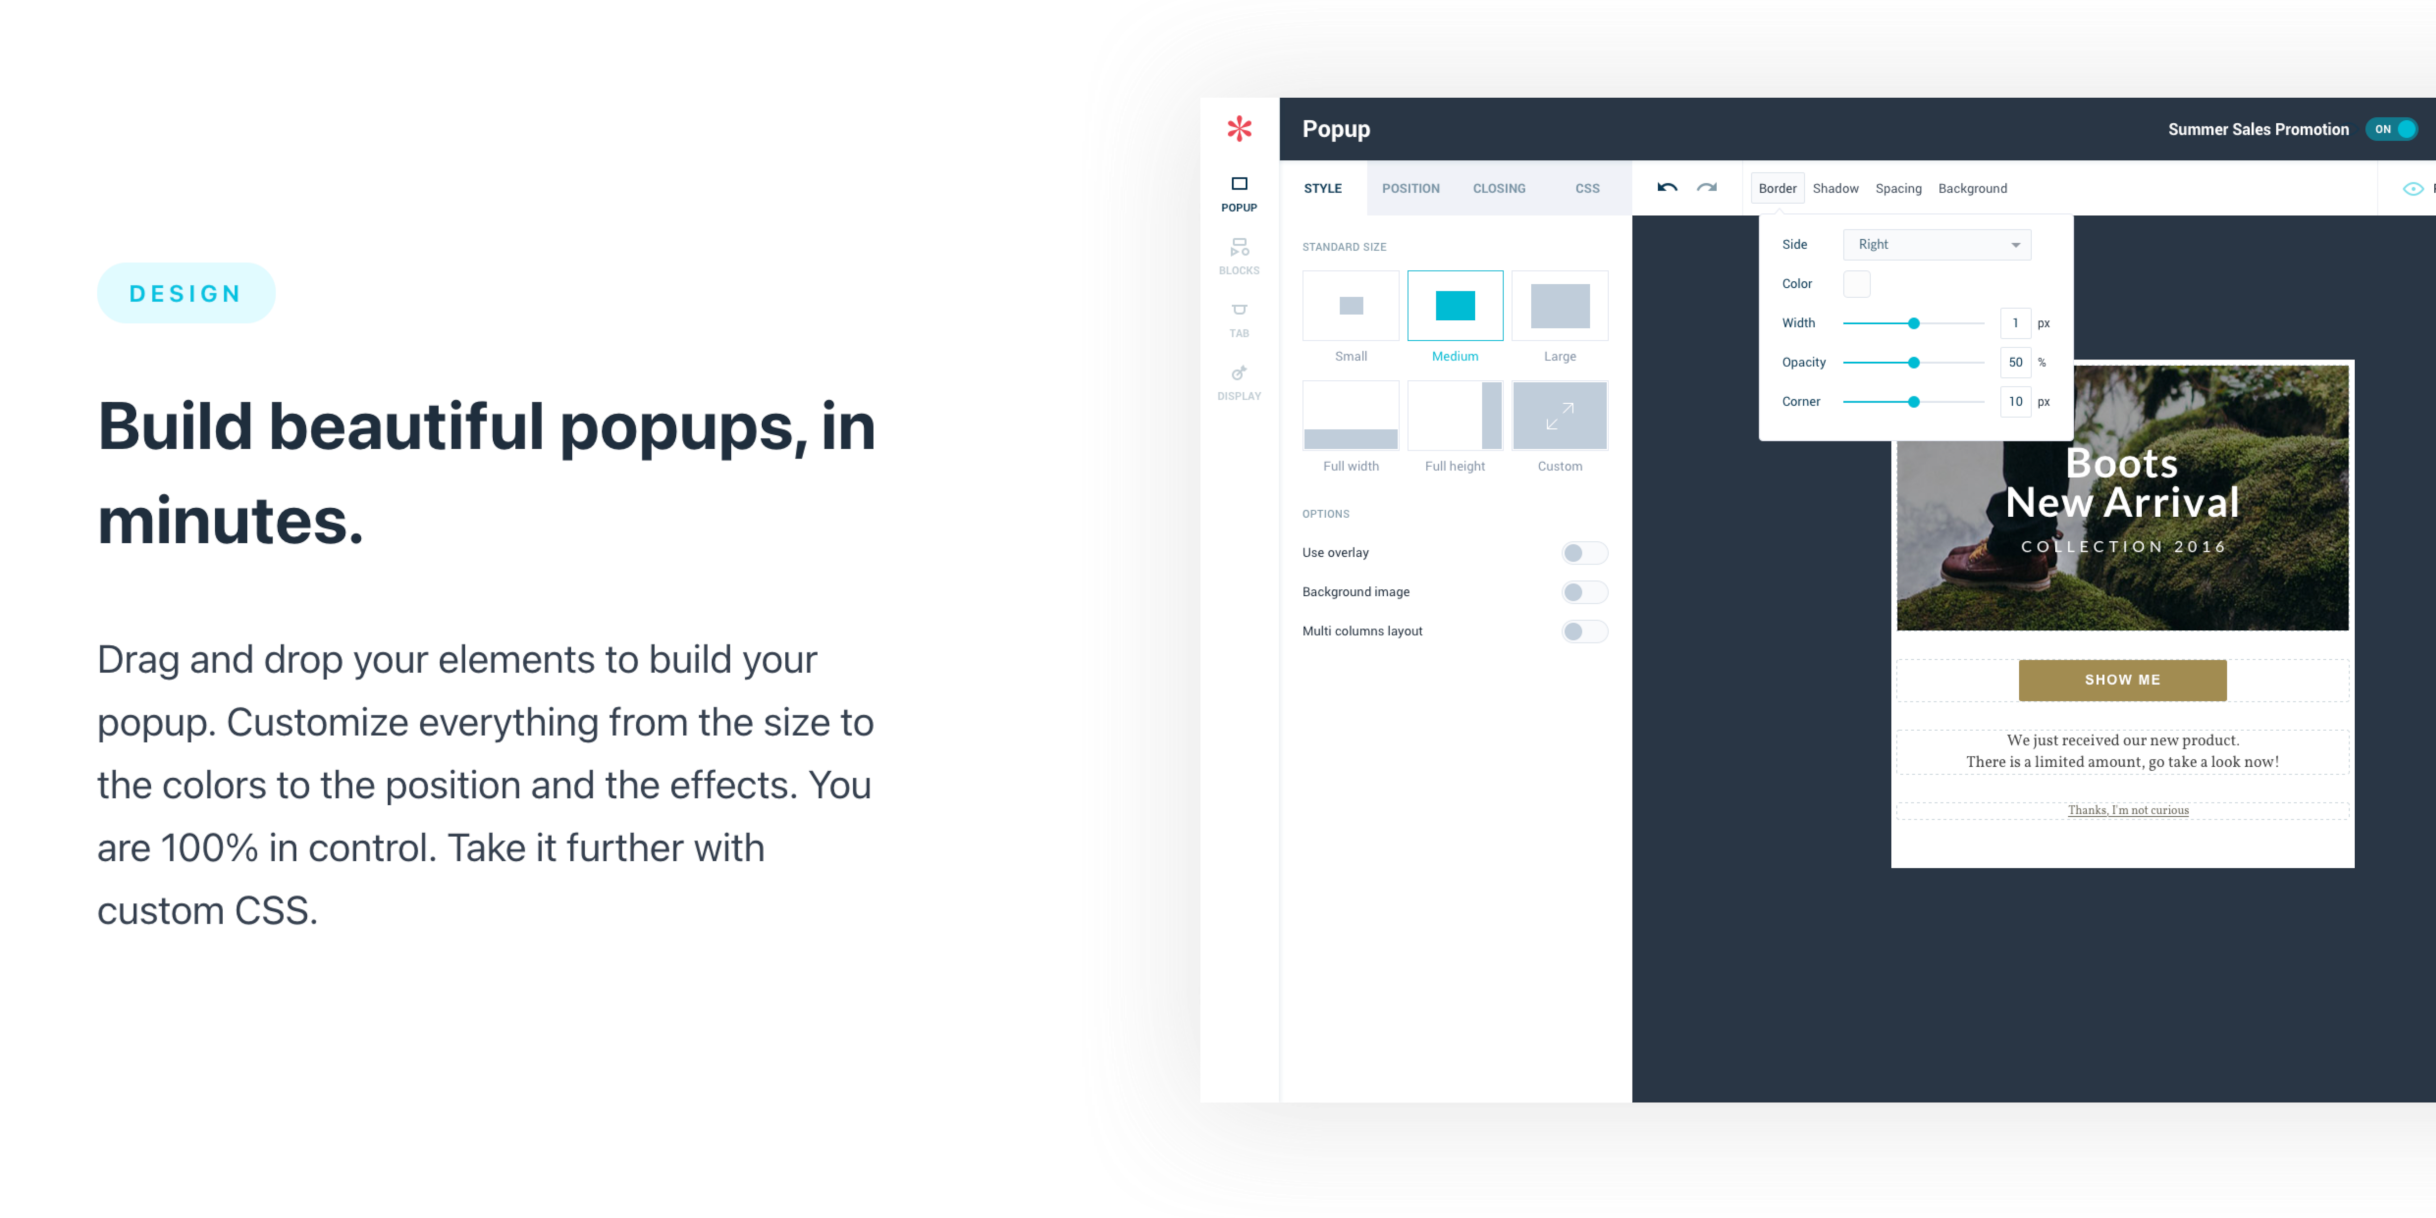 DESIGN
Build beautiful popups, in
minutes.
Drag and drop your elements to build your
popup. Customize everything from the size to
the colors to the position and the effects. You
are 100% in control. Take it further with
custom CSS.
Popup
Summer Sales Promotion
ON
POPUP
BLOCKS
TAB
DISPLAY
STYLE
POSITION
CLOSING
CSS
Border
Shadow
Spacing
Background
STANDARD SIZE
Small
Medium
Large
Full width
Full height
Custom
OPTIONS
Use overlay
Background image
Multi columns layout
Side
Right
Color
Width
1 px
Opacity
50 %
Corner
10 px
Boots
New Arrival
COLLECTION 2016
SHOW ME
We just received our new product.
There is a limited amount, go take a look now!
Thanks, I'm not curious